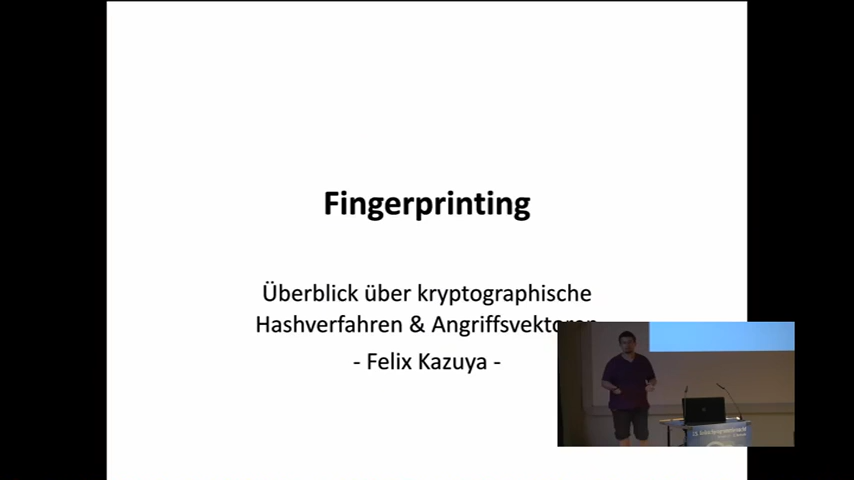 Fingerprinting
Überblick über kryptographische
Hashverfahren & Angriffsvektoren
- Felix Kazuya -